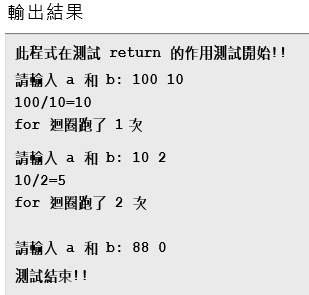 輸出結果
此程式在測試 return 的作用測試開始!!
請輸入 a 和 b: 100 10
100/10=10
for 迴圈跑了 1 次
請輸入 a 和 b: 10 2
10/2=5
for 迴圈跑了 2 次
請輸入 a 和 b: 88 0
測試結束!!